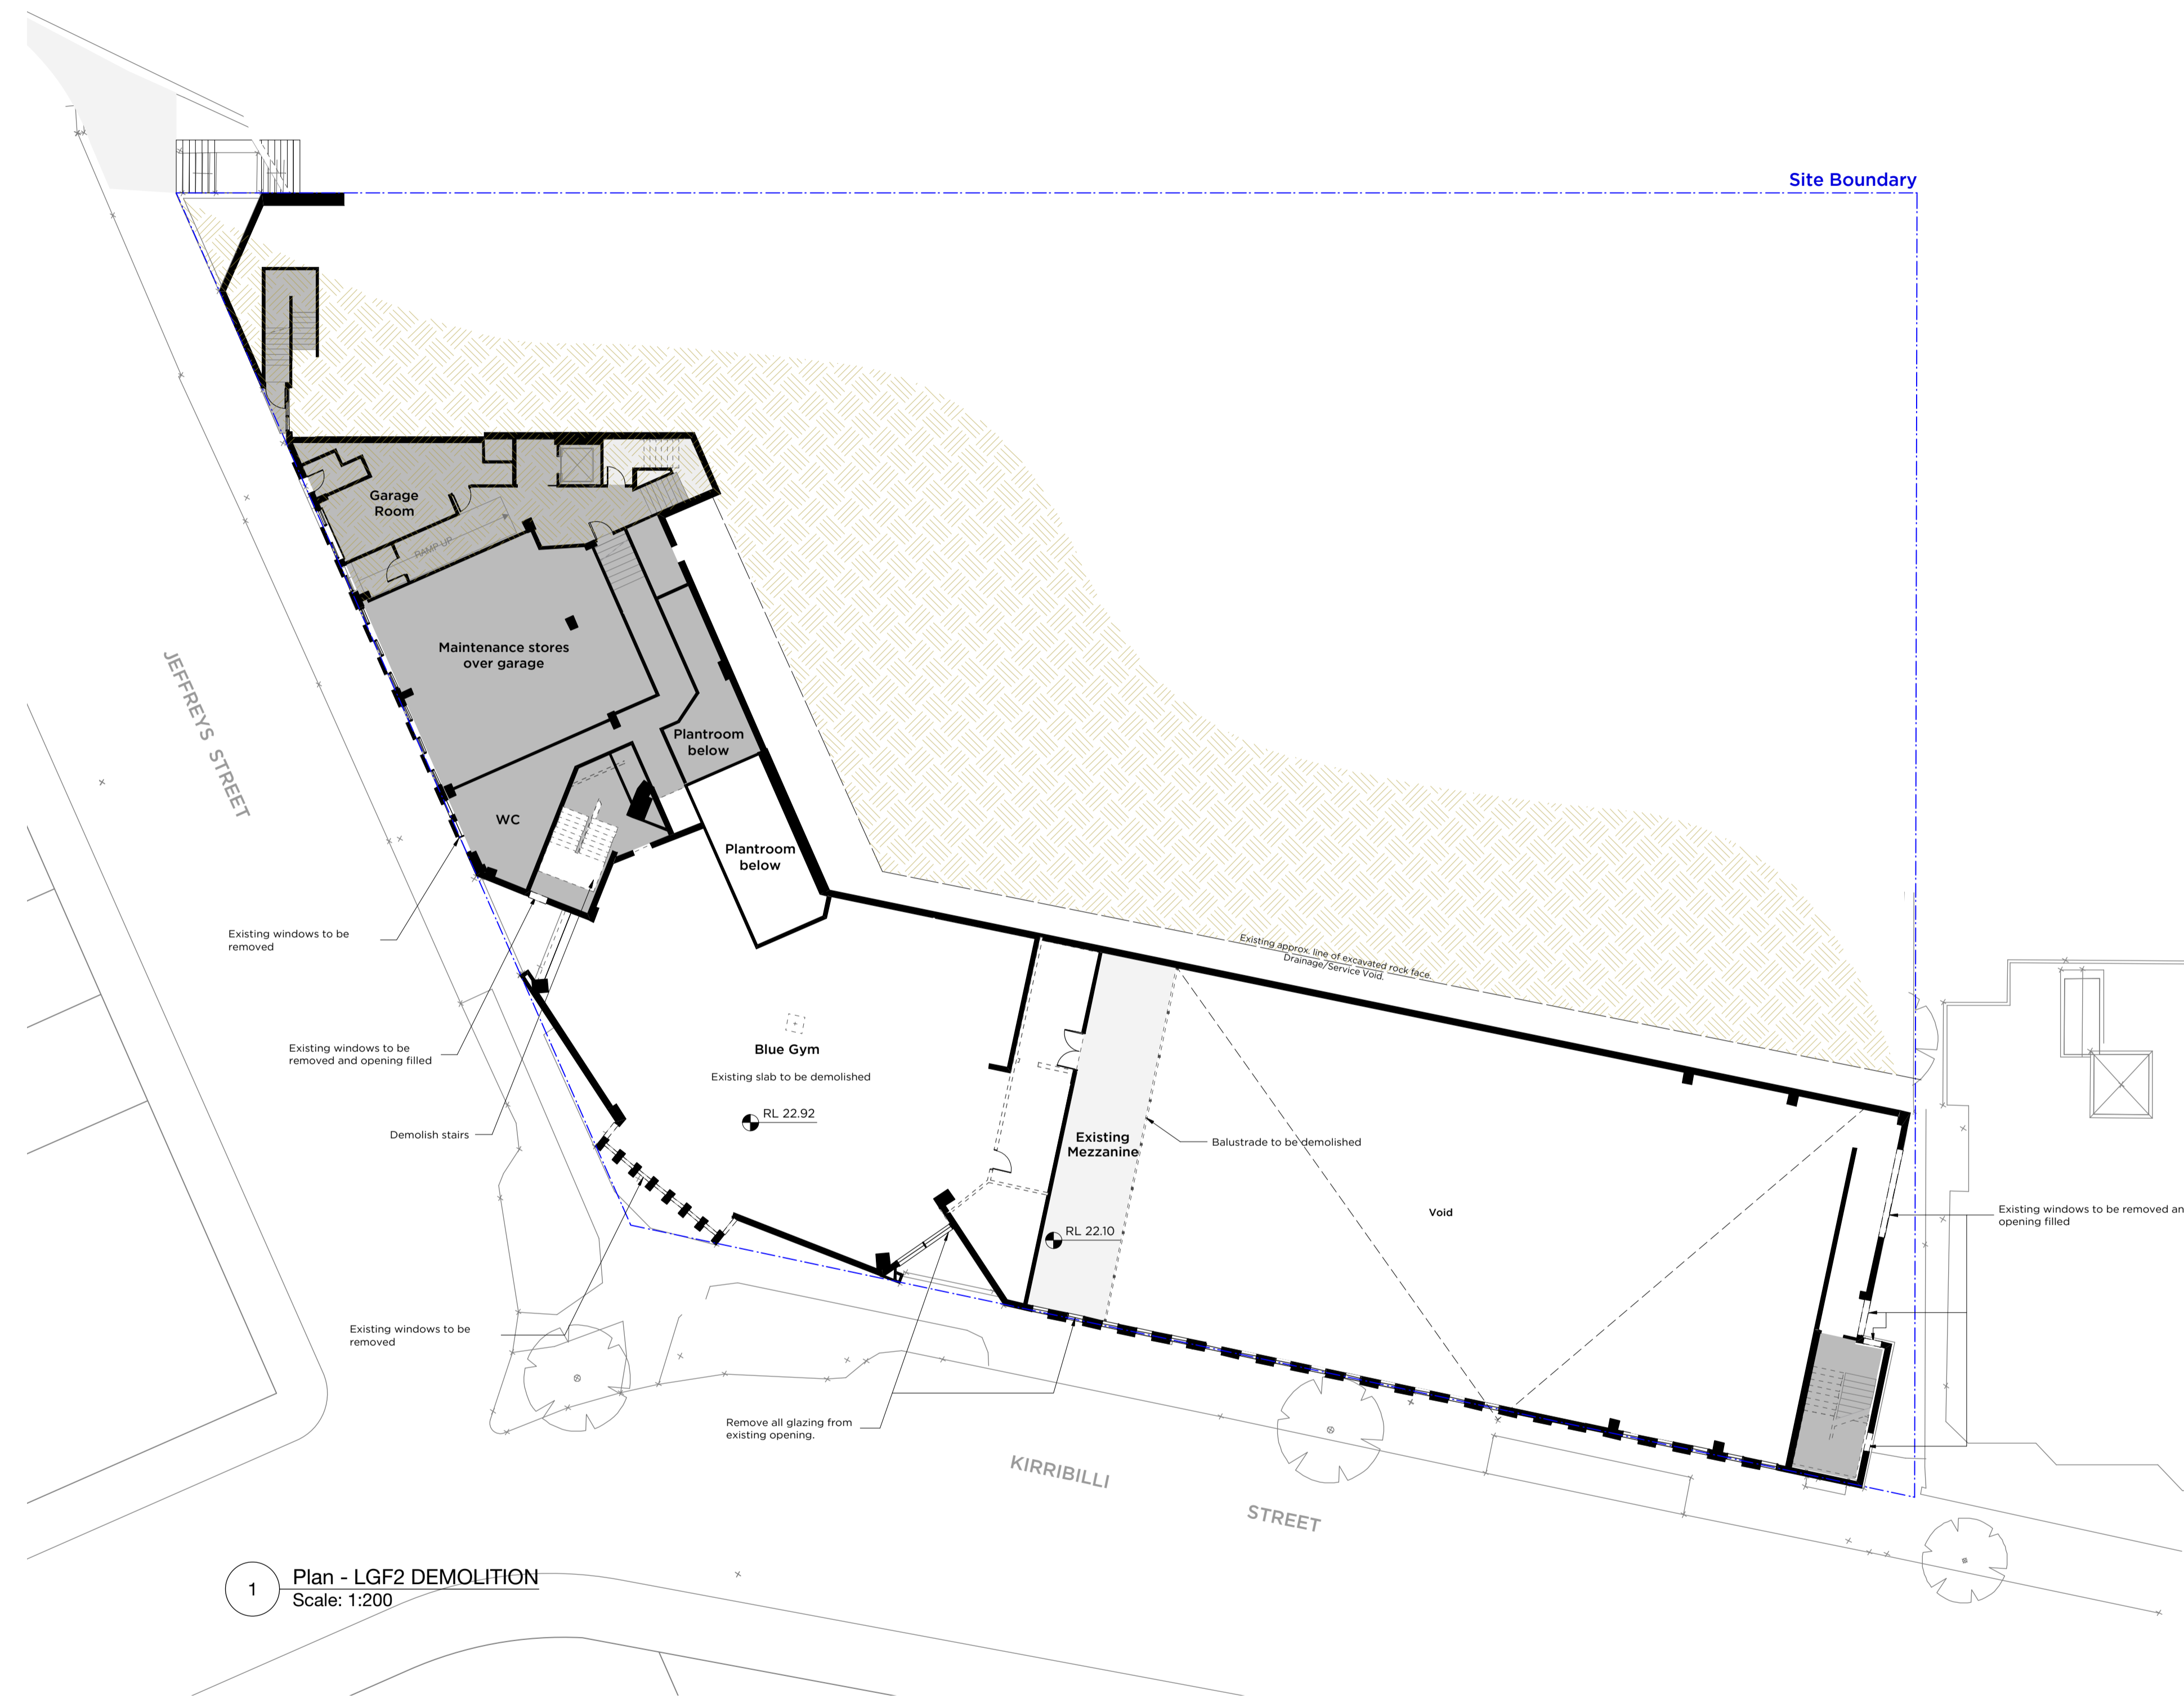 Site Boundary
Garage
Room
RAMP UP
Maintenance stores
over garage
JEFFREYS STREET
Plantroom
below
WC
Plantroom
below
Existing windows to be
removed
Existing approx. line of excavated rock face.
Drainage/Service Void.
Existing windows to be
removed and opening filled
Blue Gym
Existing slab to be demolished
RL 22.92
Demolish stairs
Existing
Mezzanine
Balustrade to be demolished
Void
Existing windows to be removed an
opening filled
RL 22.10
Existing windows to be
removed
Remove all glazing from
existing opening.
KIRRIBILLI
STREET
1
Plan - LGF2 DEMOLITION
Scale: 1:200